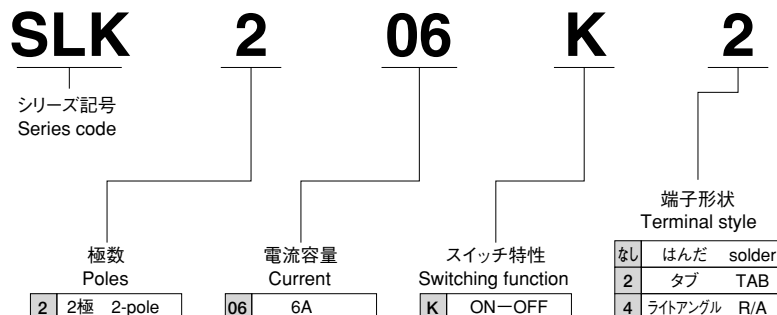 SLK 2 06 K 2
シリーズ記号
Series code
極数
Poles
2 2極 2-pole
電流容量
Current
06 6A
スイッチ特性
Switching function
K ON－OFF
端子形状
Terminal style
なし はんだ solder
2 タブ TAB
4 ライトアングル R/A